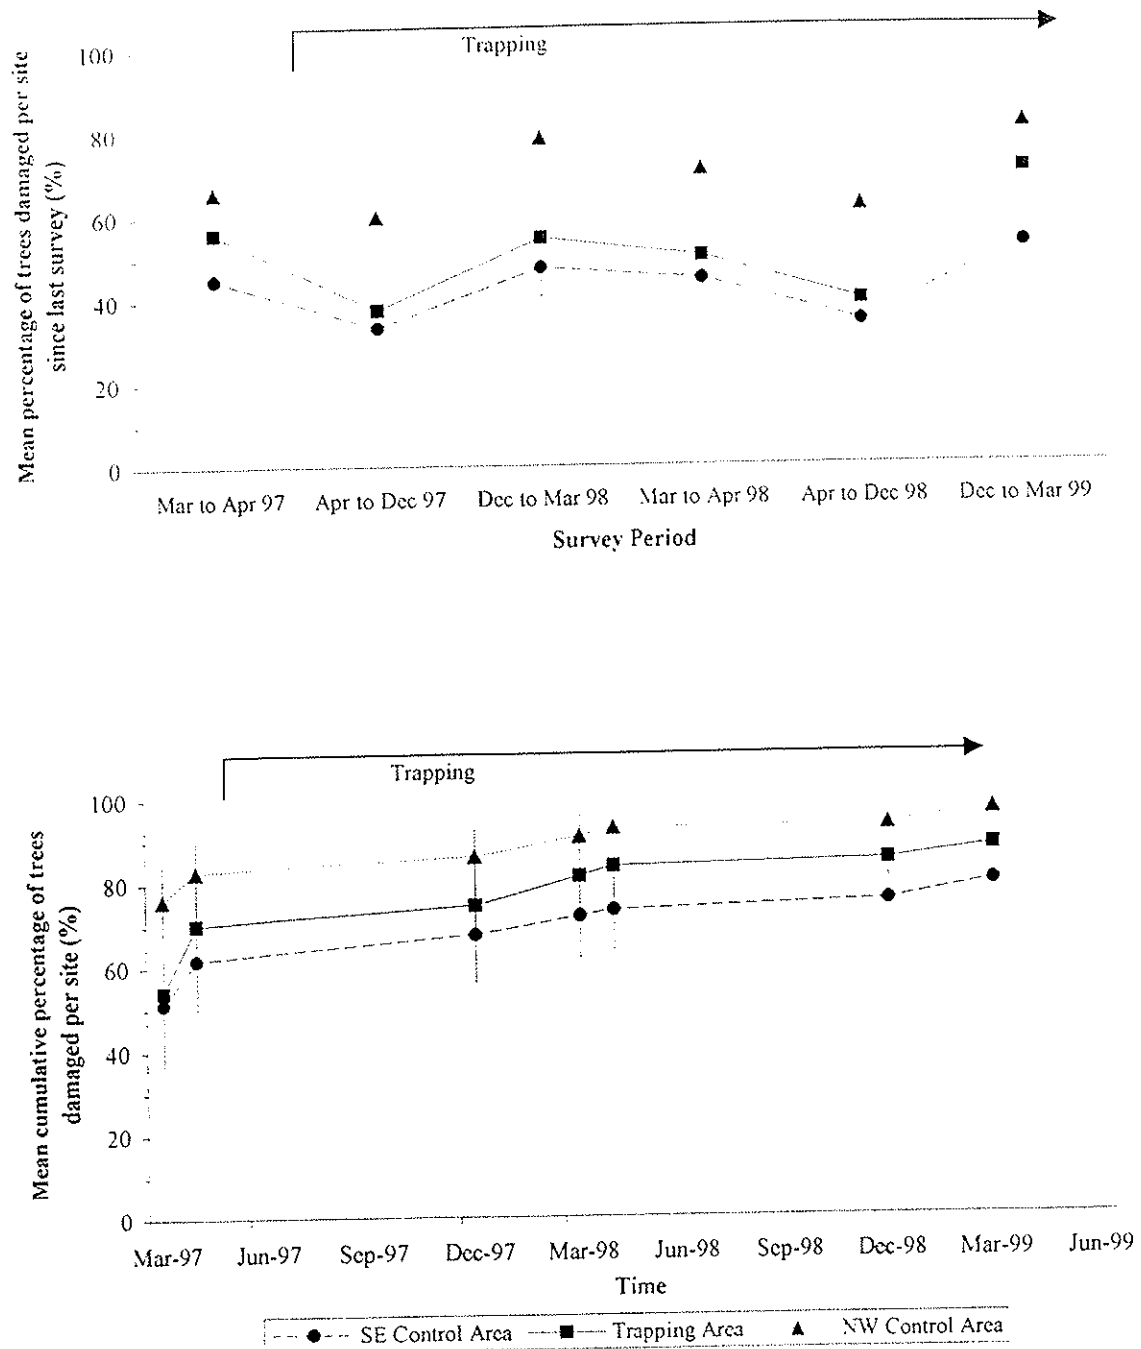 Trapping
Mean percentage of trees damaged per site
since last survey (%)
100
80
60
40
20
0
Mar to Apr 97 Apr to Dec 97 Dec to Mar 98 Mar to Apr 98 Apr to Dec 98 Dec to Mar 99
Survey Period
Trapping
Mean cumulative percentage of trees
damaged per site (%)
100
80
60
40
20
0
Mar-97 Jun-97 Sep-97 Dec-97 Mar-98 Jun-98 Sep-98 Dec-98 Mar-99 Jun-99
Time
SE Control Area Trapping Area NW Control Area